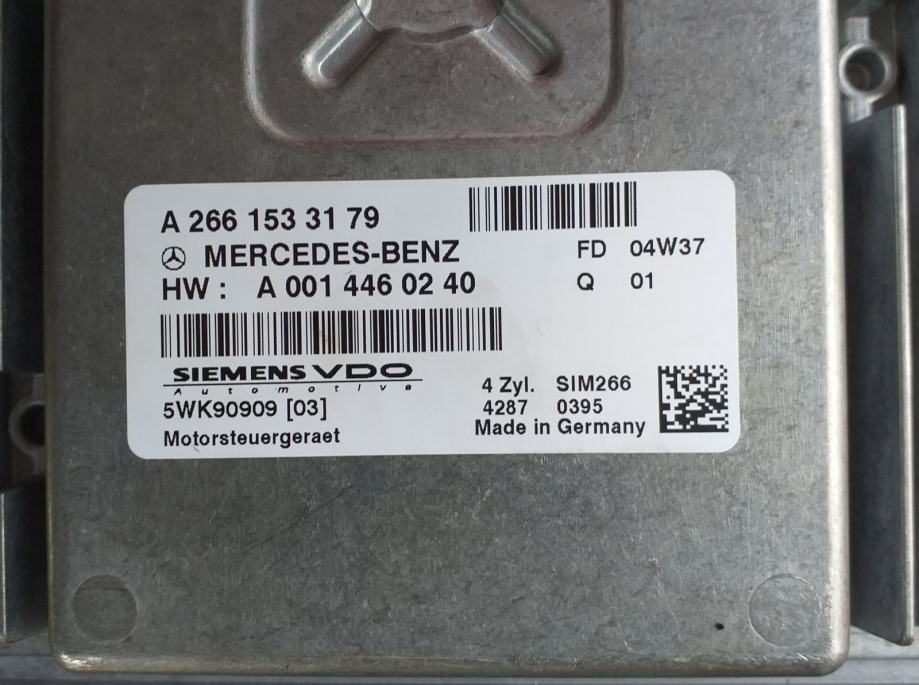 A 266 153 31 79
MERCEDES-BENZ FD 04W37
HW : A 001 446 02 40 Q 01
SIEMENS VDO
Automotive
4 Zyl. SIM266
5WK90909 [03] 4287 0395
Motorsteuergeraet Made in Germany